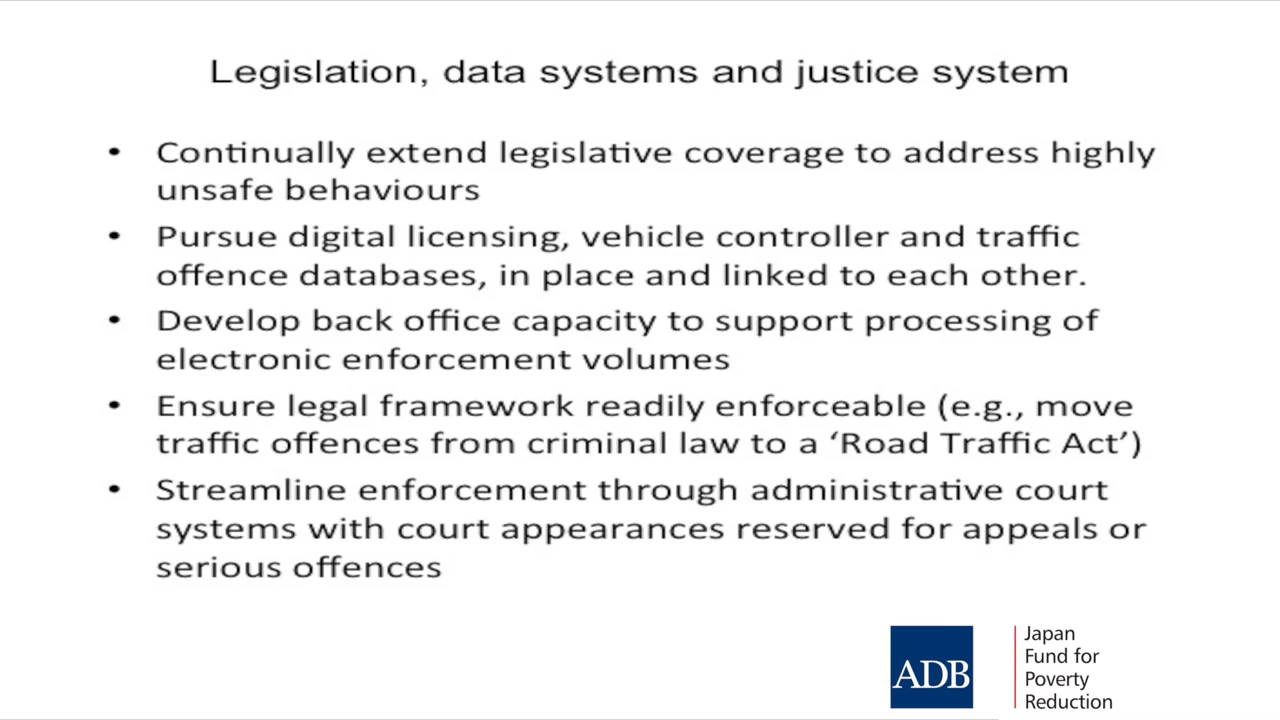 Legislation, data systems and justice system
• Continually extend legislative coverage to address highly
unsafe behaviours
• Pursue digital licensing, vehicle controller and traffic
offence databases, in place and linked to each other.
• Develop back office capacity to support processing of
electronic enforcement volumes
• Ensure legal framework readily enforceable (e.g., move
traffic offences from criminal law to a ‘Road Traffic Act’)
• Streamline enforcement through administrative court
systems with court appearances reserved for appeals or
serious offences
ADB
Japan
Fund for
Poverty
Reduction